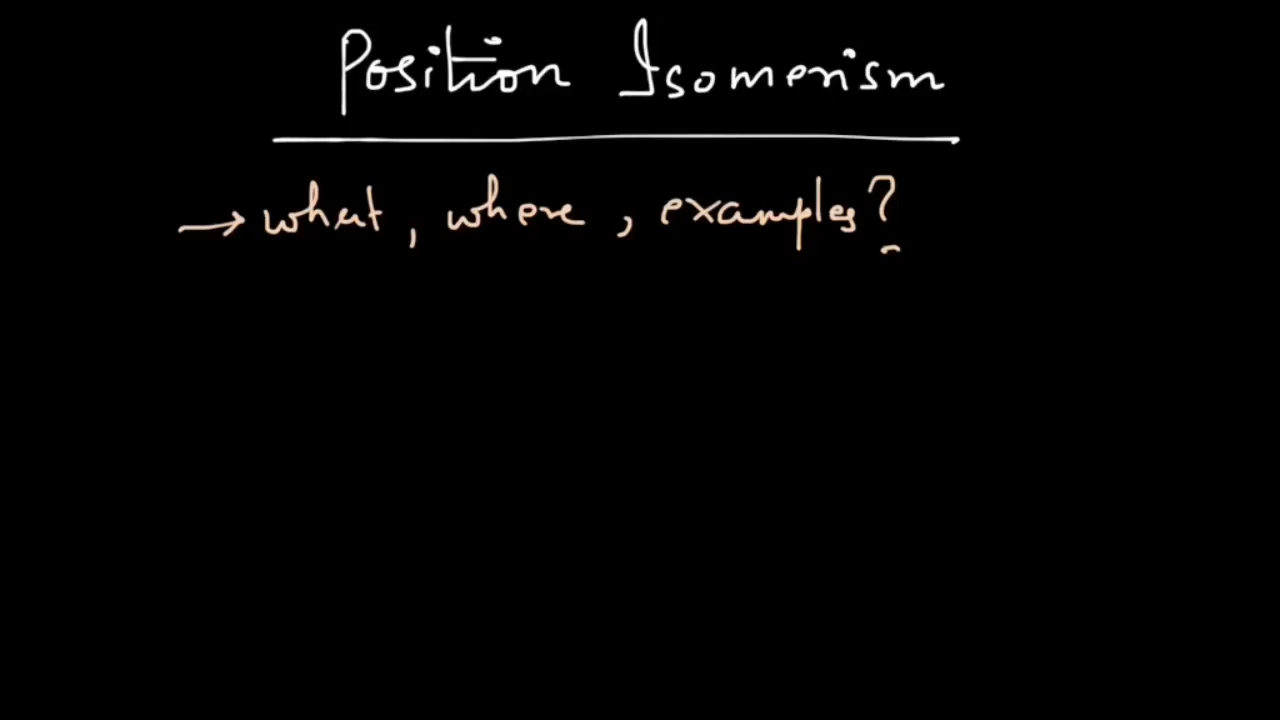 Position Isomerism
→ what, where, examples?